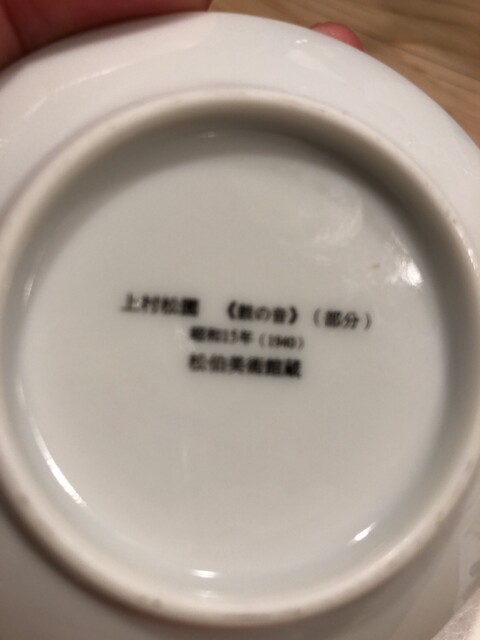 上村松園 《鼓の音》（部分）
昭和15年（1940）
松伯美術館蔵